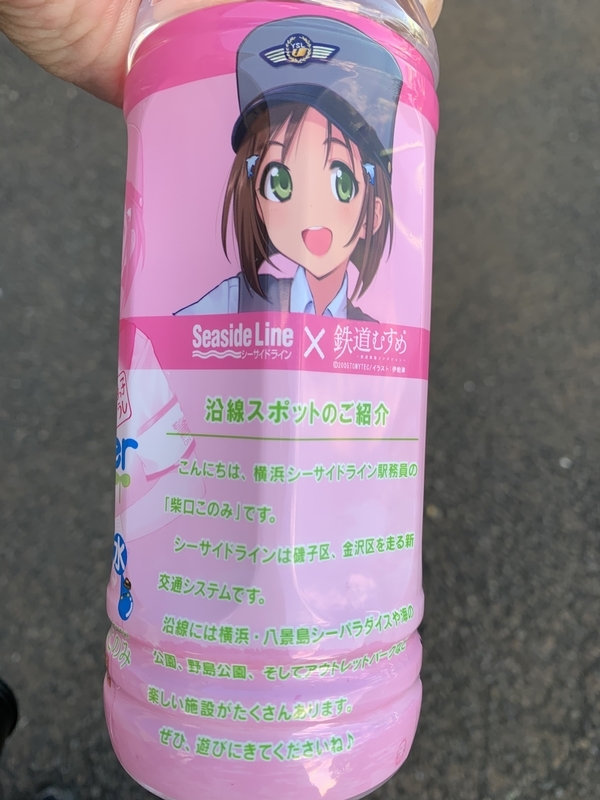 YSL
Seaside Line
シーサイドライン
×
鉄道むすめ
©2005TOMYTEC/イラスト 伊能津
沿線スポットのご紹介
こんにちは、横浜シーサイドライン駅務員の
「柴口このみ」です。
シーサイドラインは磯子区、金沢区を走る新
交通システムです。
沿線には横浜・八景島シーパラダイスや海の
公園、野島公園、そしてアウトレットパークなど
楽しい施設がたくさんあります。
ぜひ、遊びにきてくださいね♪
er
水